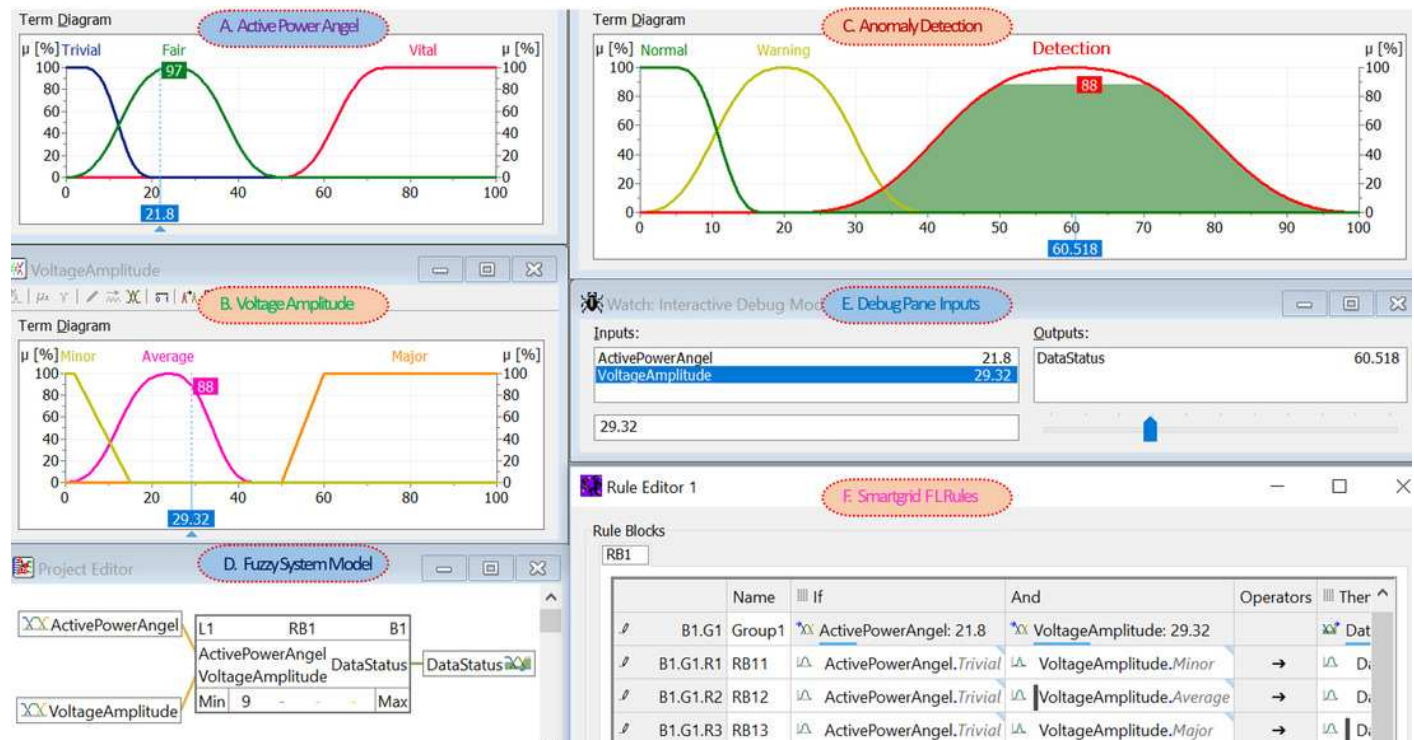 Term Diagram
A. Active Power Angel
μ [%] Trivial Fair Vital μ [%]
100 97 100
80 80
60 60
40 40
20 20
0 0
0 20 40 60 80 100
21.8
Term Diagram
C. Anomaly Detection
μ [%] Normal Warning Detection μ [%]
100 100
80 88 80
60 60
40 40
20 20
0 0
0 10 20 30 40 50 60 70 80 90 100
60.518
VoltageAmplitude
B. Voltage Amplitude
Term Diagram
μ [%] Minor Average Major μ [%]
100 100
80 88 80
60 60
40 40
20 20
0 0
0 20 40 60 80 100
29.32
Watch: Interactive Debug Mod
E. Debug Pane Inputs
Inputs: Outputs:
ActivePowerAngel 21.8 DataStatus 60.518
VoltageAmplitude 29.32
29.32
Project Editor
D. Fuzzy System Model
ActivePowerAngel
L1 RB1 B1
ActivePowerAngel
VoltageAmplitude
DataStatus
DataStatus
VoltageAmplitude
Min 9 - - - Max
Rule Editor 1
F. Smartgrid FL Rules
Rule Blocks
RB1
Name If And Operators Ther
B1.G1 Group1 ActivePowerAngel: 21.8 VoltageAmplitude: 29.32 Dat
B1.G1.R1 RB11 ActivePowerAngel.Trivial VoltageAmplitude.Minor → Da
B1.G1.R2 RB12 ActivePowerAngel.Trivial VoltageAmplitude.Average → Da
B1.G1.R3 RB13 ActivePowerAngel.Trivial VoltageAmplitude.Major → Da